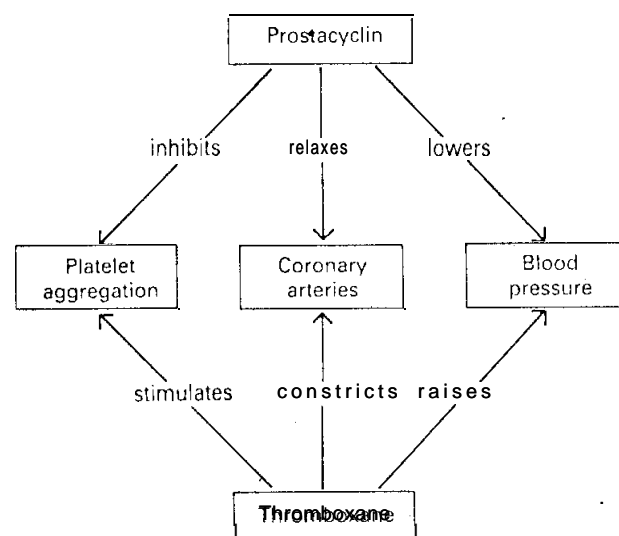 Prostacyclin
inhibits relaxes lowers
Platelet
aggregation
Coronary
arteries
Blood
pressure
stimulates constricts raises
Thromboxane